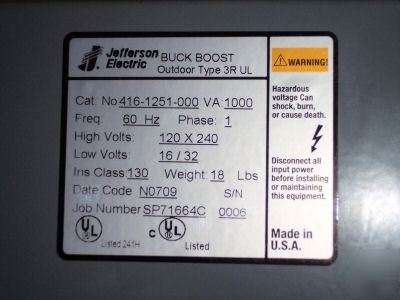 Jefferson Electric
BUCK BOOST
Outdoor Type 3R UL
Cat. No 416-1251-000 VA: 1000
Freq: 60 Hz Phase: 1
High Volts: 120 X 240
Low Volts: 16 / 32
Ins Class: 130 Weight: 18 Lbs
Date Code N0709 S/N
Job Number SP71664C 0006
UL
Listed 241H
C UL
Listed
WARNING!
Hazardous
voltage Can
shock, burn,
or cause death.
Disconnect all
input power
before installing
or maintaining
this equipment.
Made in
U.S.A.